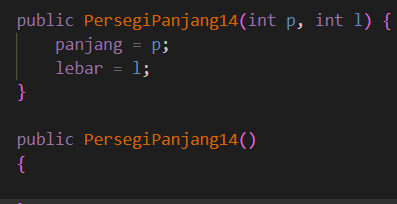 public PersegiPanjang14(int p, int l) {
    panjang = p;
    lebar = l;
}

public PersegiPanjang14()
{